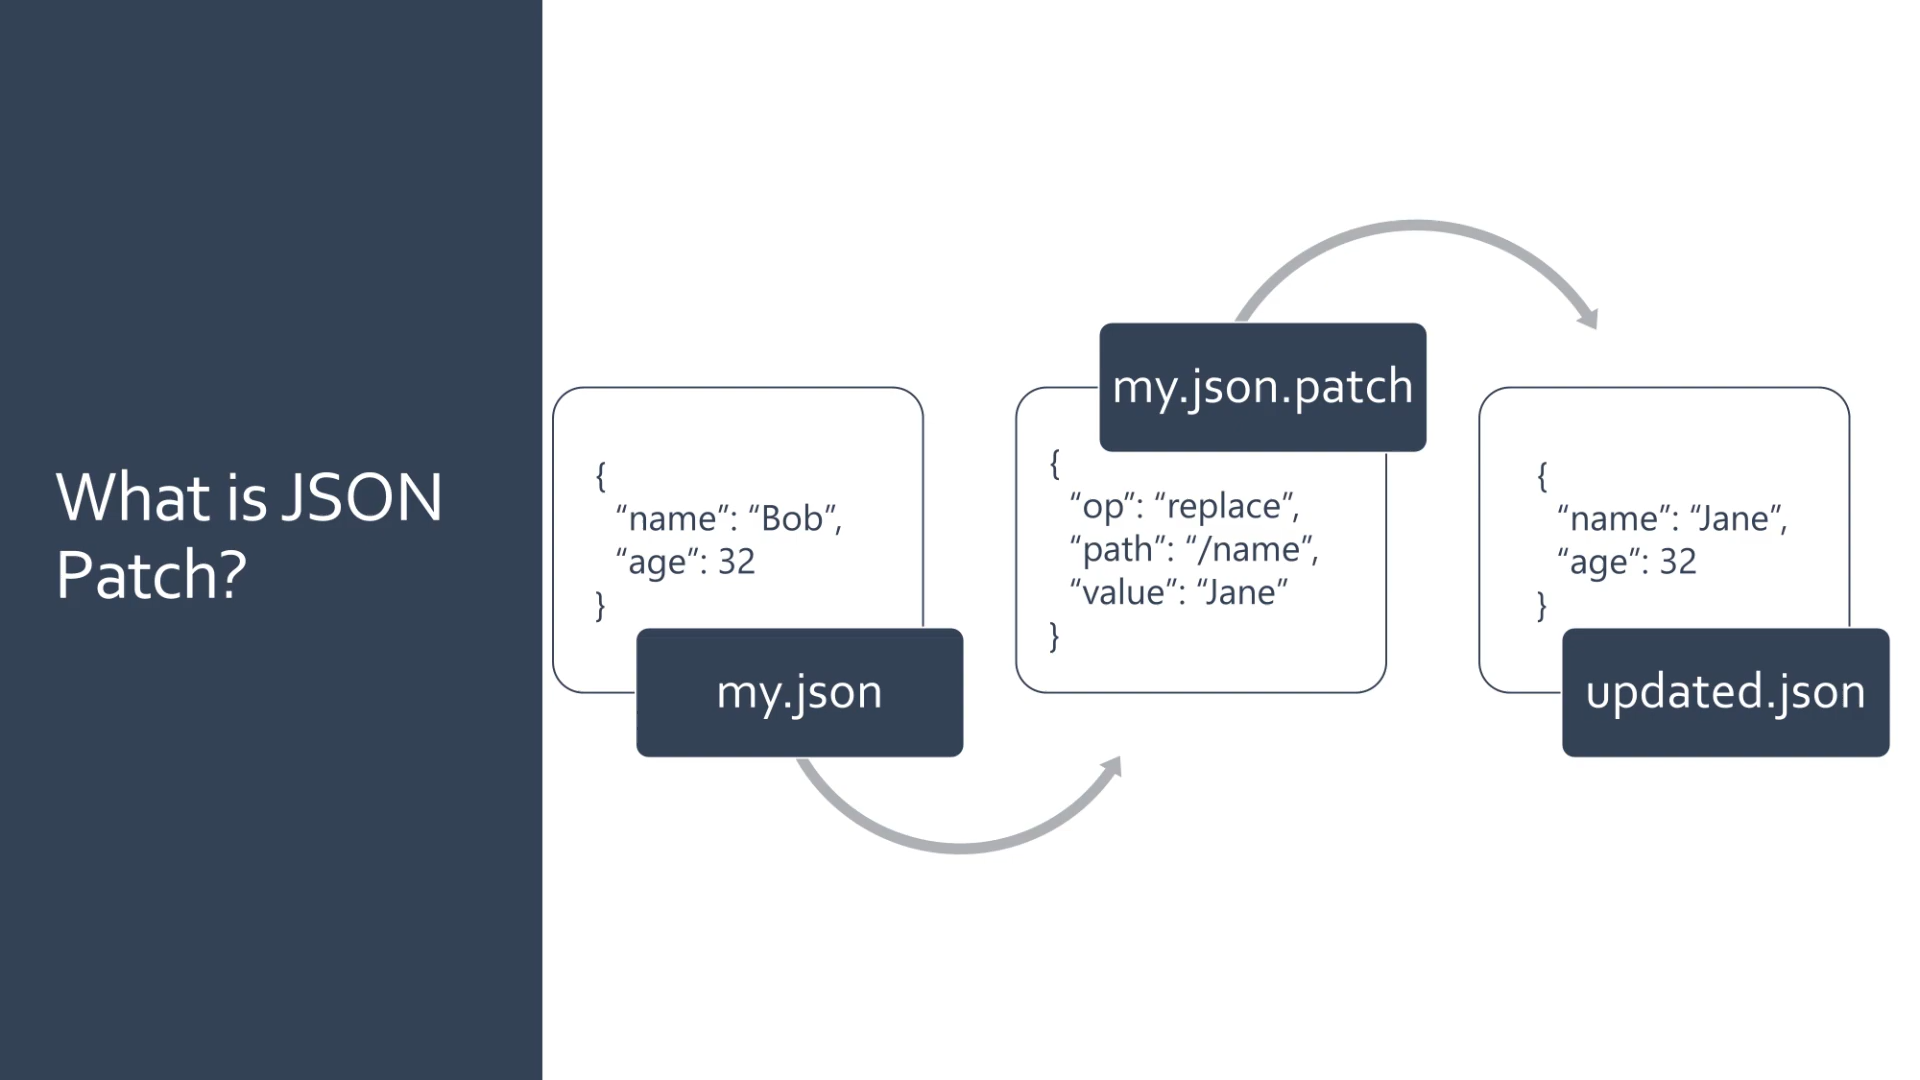 What is JSON
Patch?
{
“name”: “Bob”,
“age”: 32
}
my.json
my.json.patch
{
“op”: “replace”,
“path”: “/name”,
“value”: “Jane”
}
{
“name”: “Jane”,
“age”: 32
}
updated.json